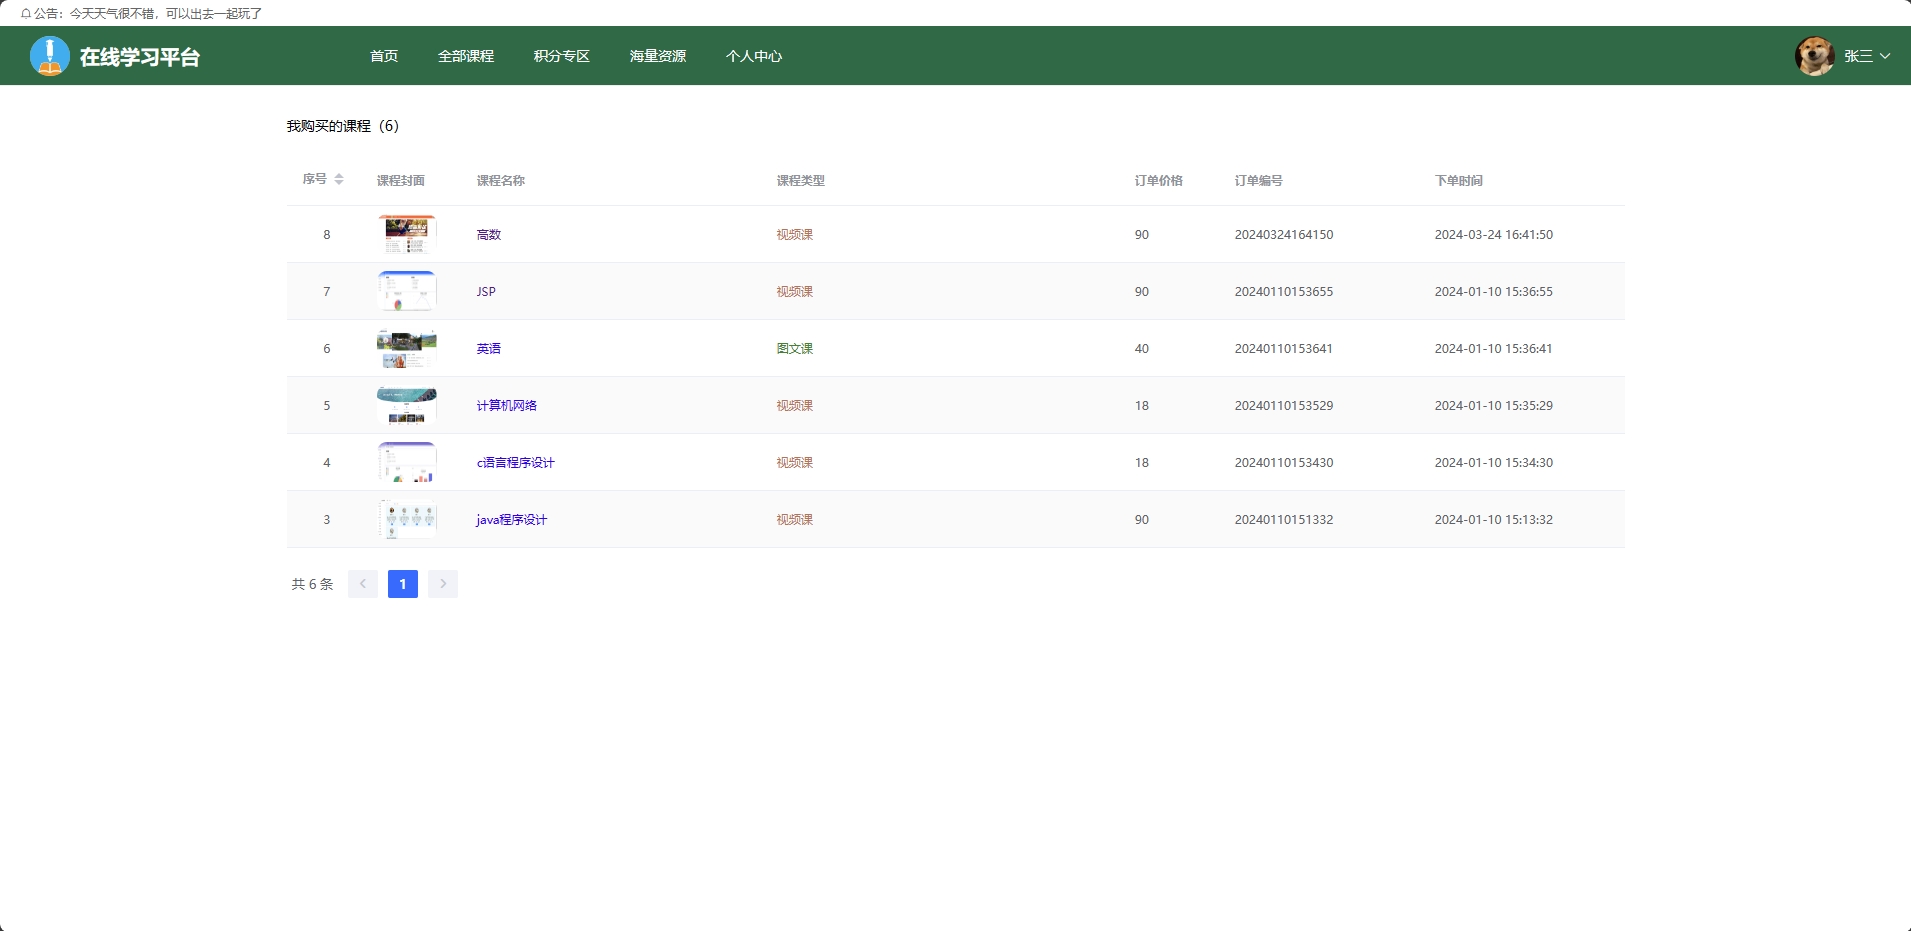 公告：今天天气很不错，可以出去一起玩了
在线学习平台 首页 全部课程 积分专区 海量资源 个人中心 张三
我购买的课程（6）
序号 课程封面 课程名称 课程类型 订单价格 订单编号 下单时间
8 高数 视频课 90 20240324164150 2024-03-24 16:41:50
7 JSP 视频课 90 20240110153655 2024-01-10 15:36:55
6 英语 图文课 40 20240110153641 2024-01-10 15:36:41
5 计算机网络 视频课 18 20240110153529 2024-01-10 15:35:29
4 c语言程序设计 视频课 18 20240110153430 2024-01-10 15:34:30
3 java程序设计 视频课 90 20240110151332 2024-01-10 15:13:32
共 6 条 1